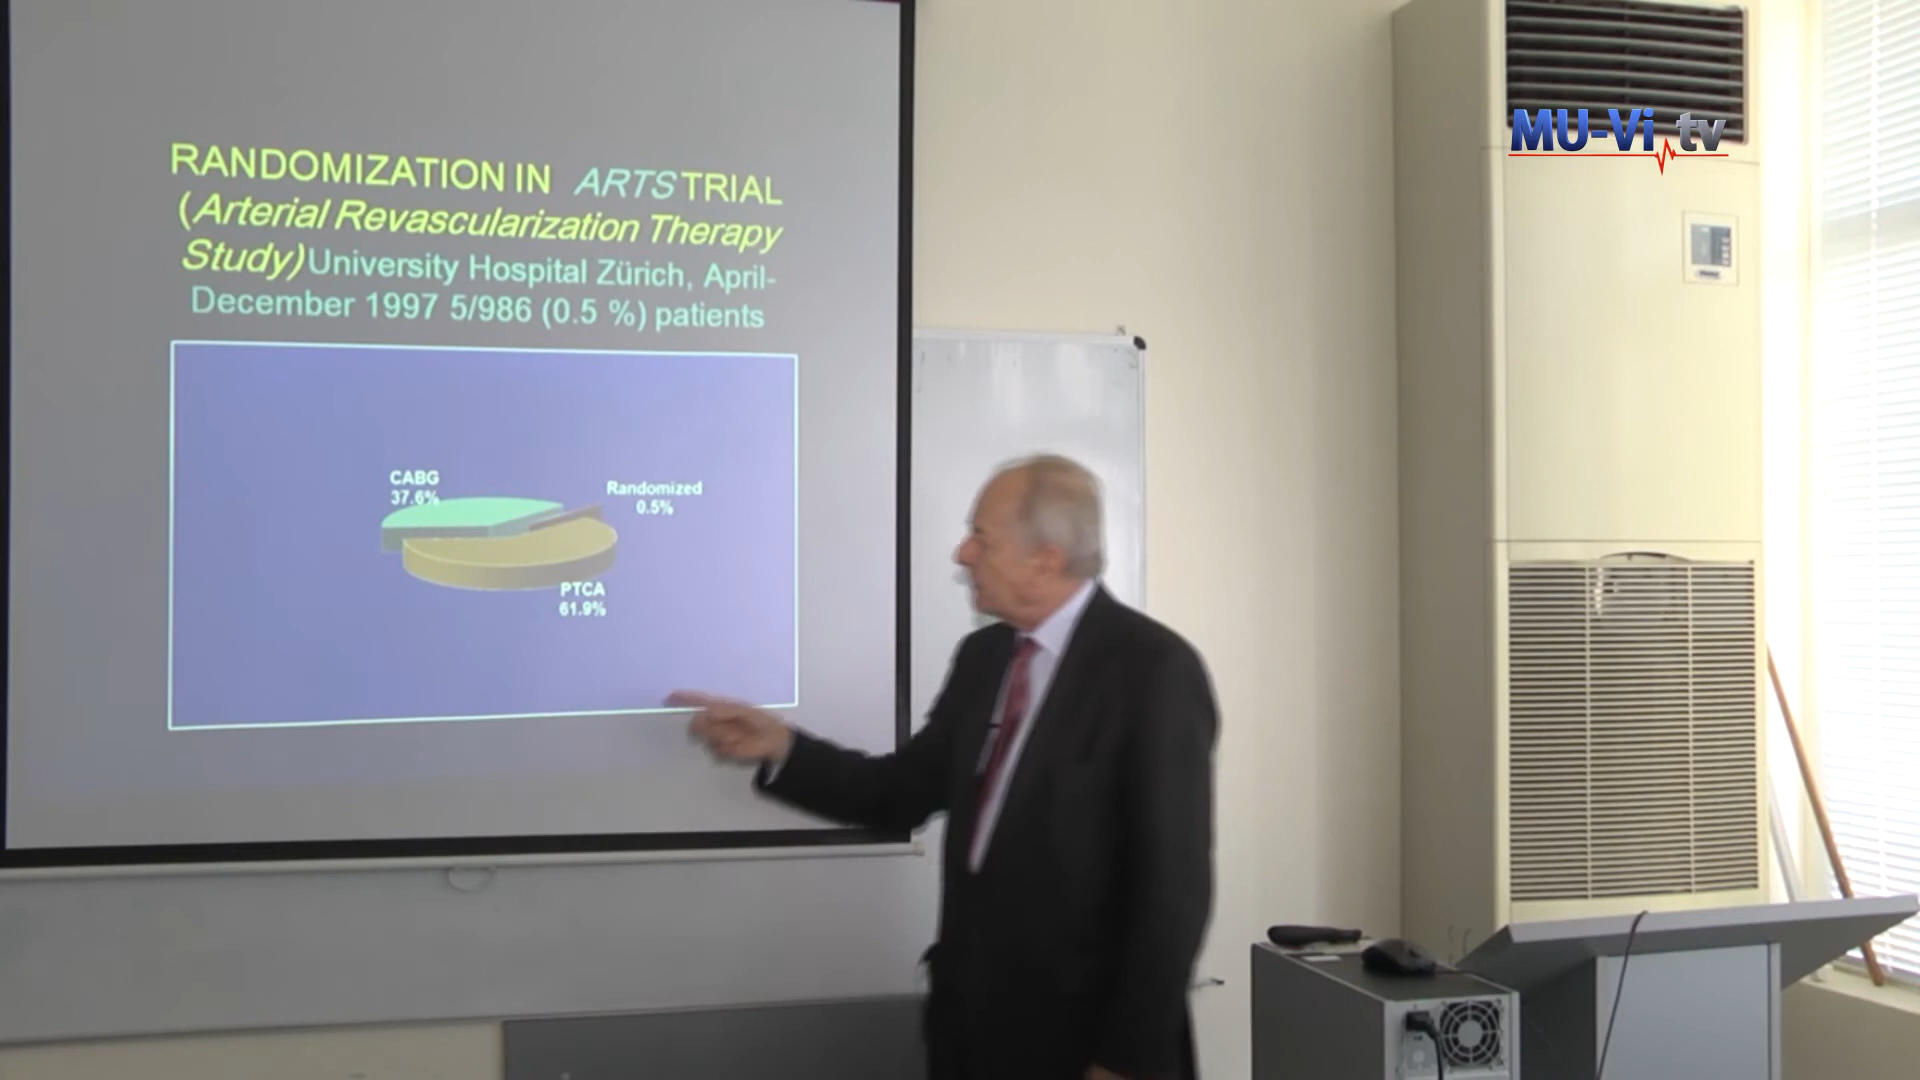 RANDOMIZATION IN ARTS TRIAL
(Arterial Revascularization Therapy
Study) University Hospital Zürich, April-
December 1997 5/986 (0.5 %) patients
CABG
37.6%
Randomized
0.5%
PTCA
61.9%
MU-Vi tv